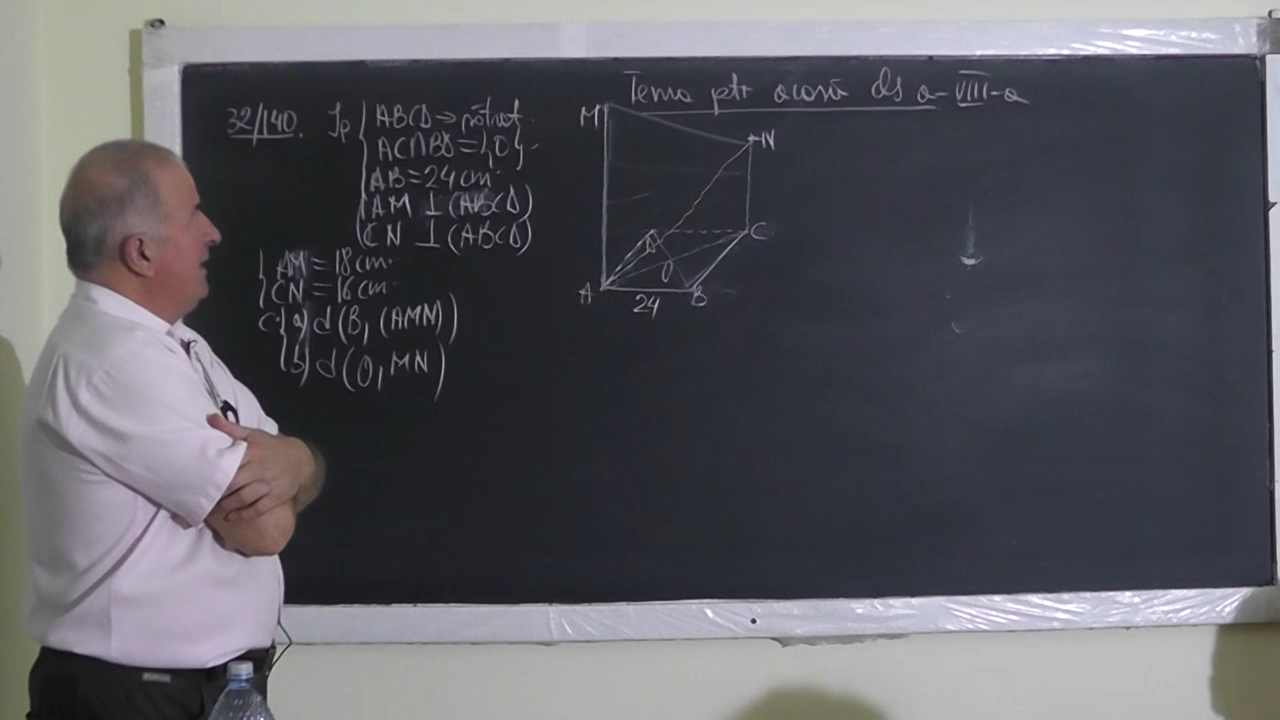 Tema ptr acasă cls a-VIII-a
32/140. Ip { ABCD → pătrat.
AC∩BD={O}.
AB=24 cm.
AM ⊥ (ABCD)
CN ⊥ (ABCD)
AM = 18 cm.
CN = 16 cm.
C. a) d(B, (AMN))
b) d(O, MN)
M
N
D
C
O
A
B
24